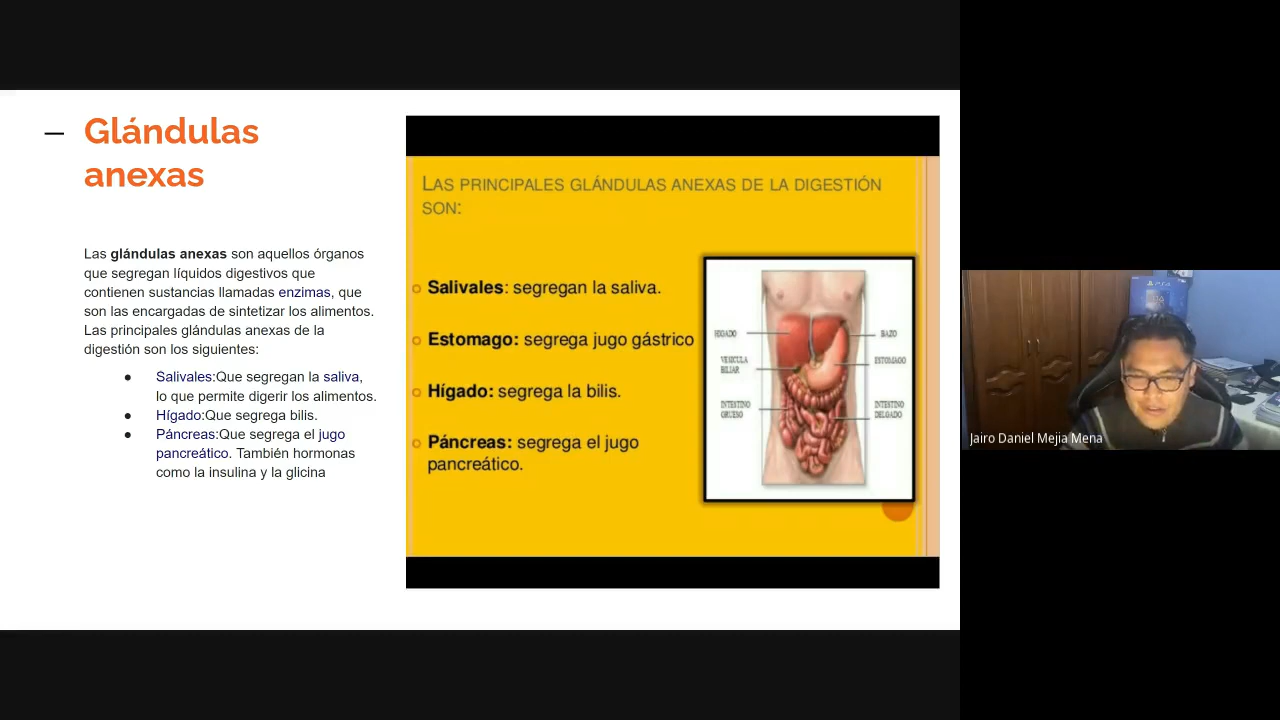 Glándulas
anexas
Las glándulas anexas son aquellos órganos
que segregan líquidos digestivos que
contienen sustancias llamadas enzimas, que
son las encargadas de sintetizar los alimentos.
Las principales glándulas anexas de la
digestión son los siguientes:
● Salivales:Que segregan la saliva,
lo que permite digerir los alimentos.
● Hígado:Que segrega bilis.
● Páncreas:Que segrega el jugo
pancreático. También hormonas
como la insulina y la glicina
LAS PRINCIPALES GLÁNDULAS ANEXAS DE LA DIGESTIÓN
SON:
Salivales: segregan la saliva.
Estomago: segrega jugo gástrico
Hígado: segrega la bilis.
Páncreas: segrega el jugo
pancreático.
HIGADO
VESICULA
BILIAR
INTESTINO
GRUESO
BAZO
ESTOMAGO
INTESTINO
DELGADO
PS4
Jairo Daniel Mejia Mena